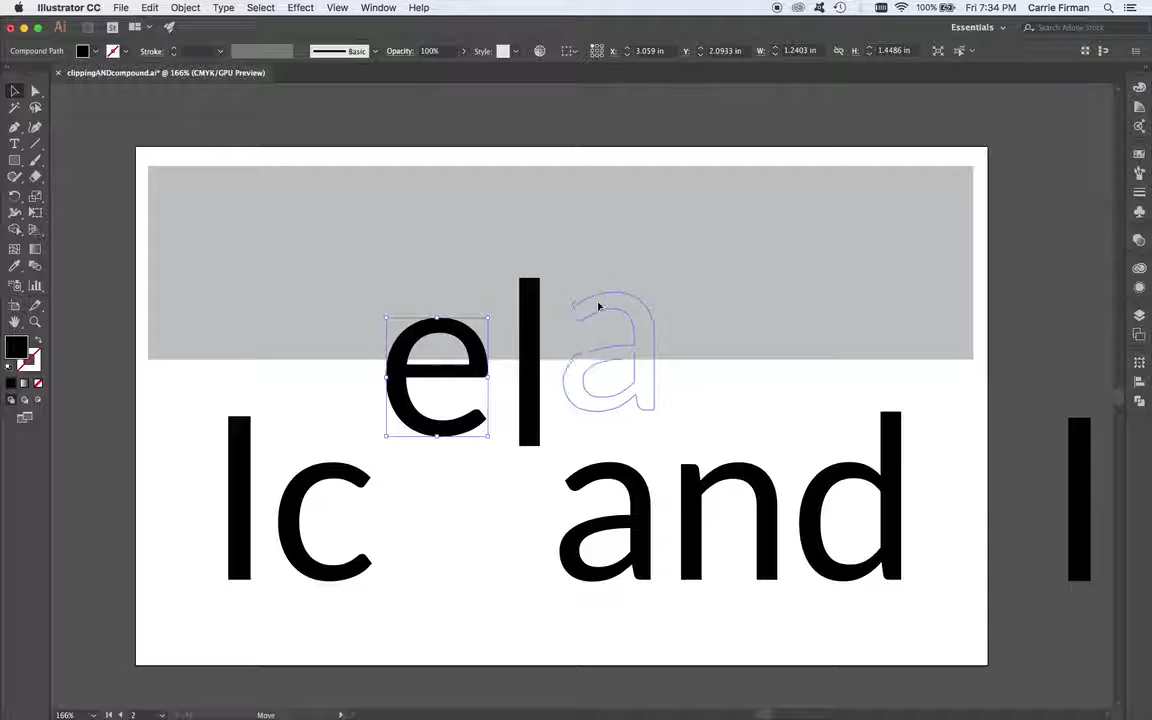 Illustrator CC File Edit Object Type Select Effect View Window Help 100% Fri 7:34 PM Carrie Firman
Ai St Essentials Search Adobe Stock
Compound Path Stroke: Basic Opacity: 100% Style: X: 3.059 in Y: 2.0933 in W: 1.2403 in H: 1.4486 in
× clippingANDcompound.ai* @ 166% (CMYK/GPU Preview)
e l a
Ic and I
166% 2 Move